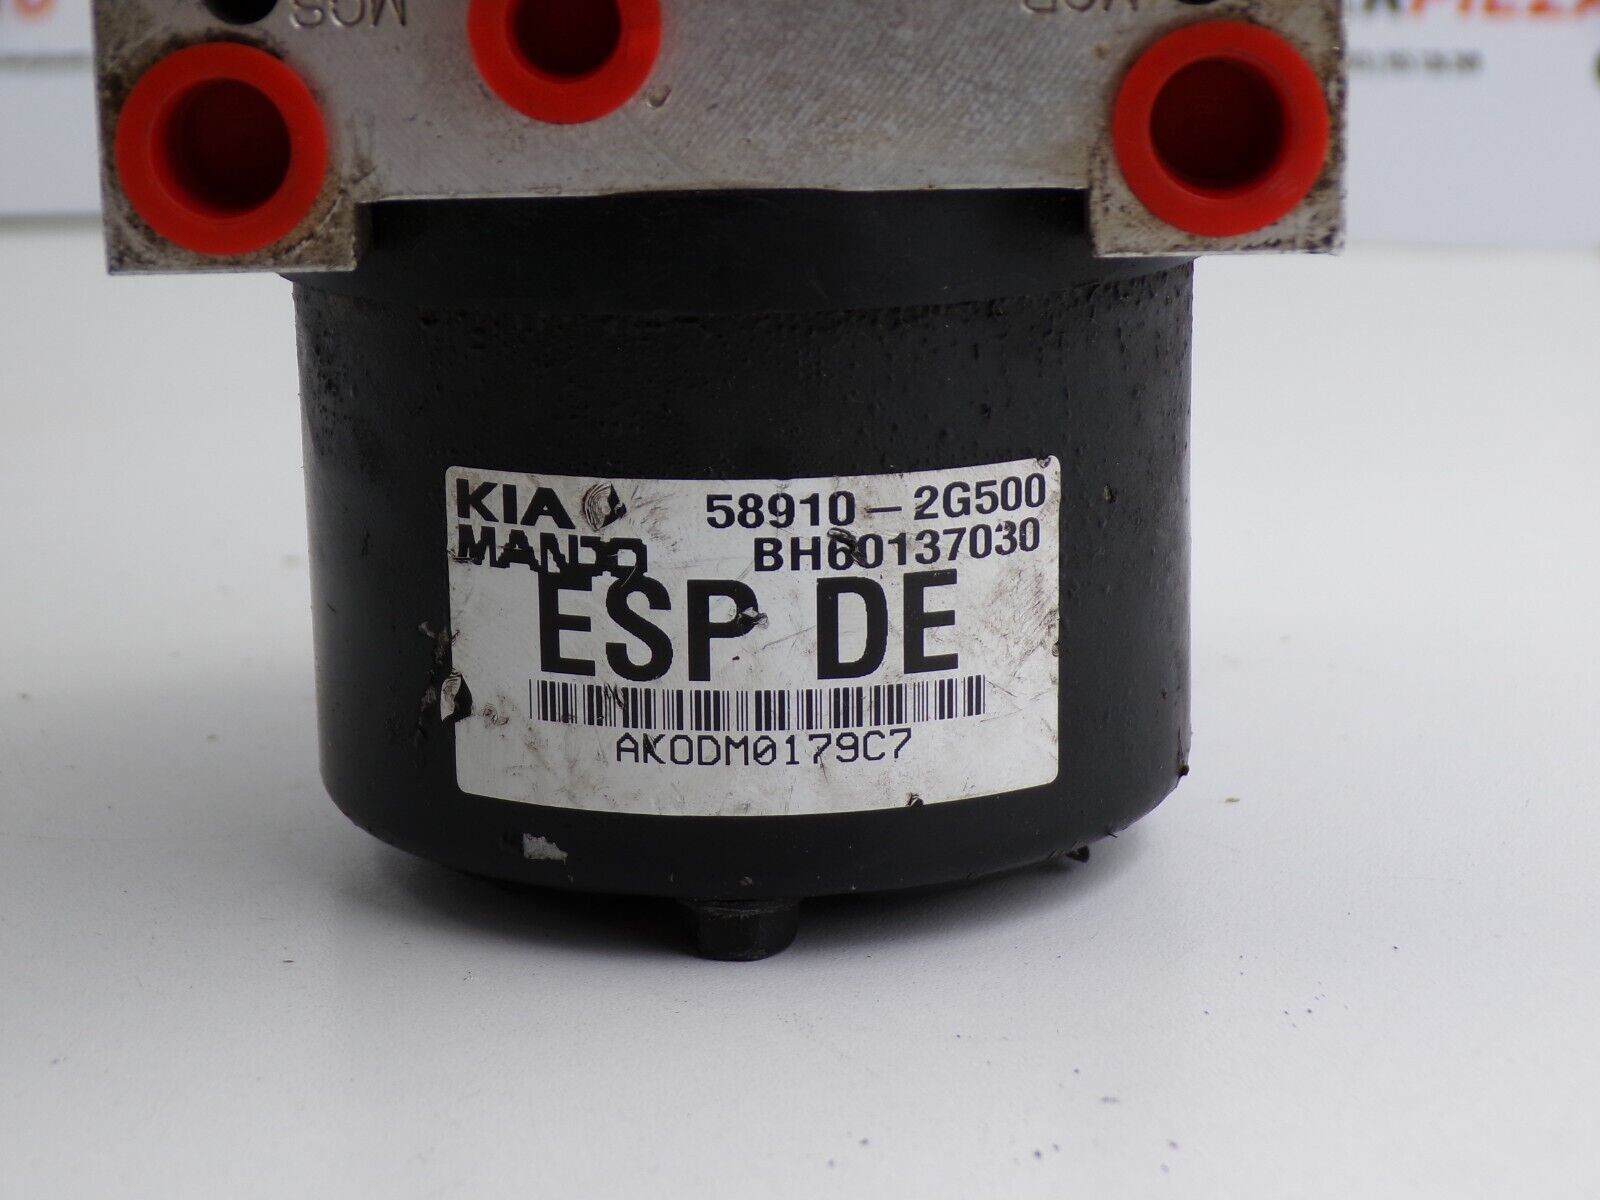 KIA 58910-2G500
MANDO BH60137030
ESP DE
AKODM0179C7